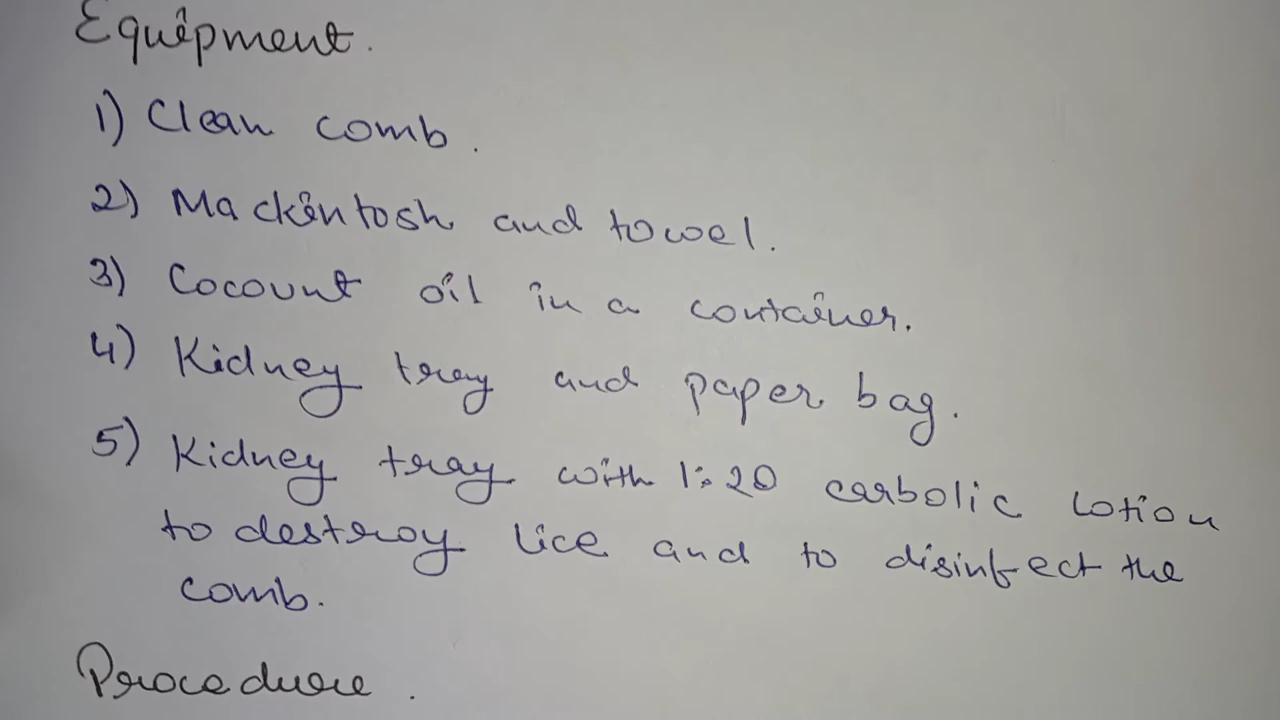 Equipment.
1) Clean comb.
2) Mackintosh and towel.
3) Cocount oil in a container.
4) Kidney tray and paper bag.
5) Kidney tray with 1:20 carbolic lotion
to destroy lice and to disinfect the
comb.
Procedure.